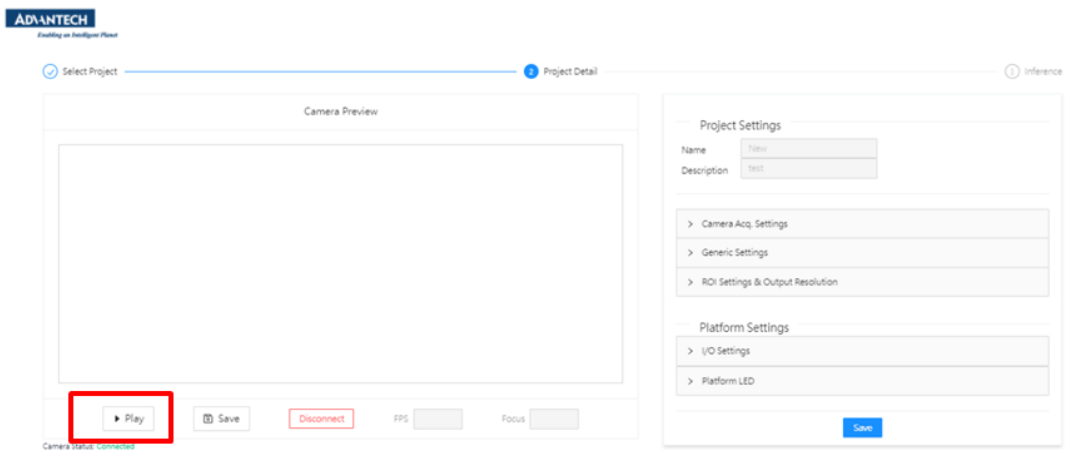 ADVANTECH
Enabling an Intelligent Planet
Select Project
2 Project Detail
3 Inference
Camera Preview
Play
Save
Disconnect
FPS
Focus
Camera Status: Connected
Project Settings
Name New
Description test
Camera Acq. Settings
Generic Settings
ROI Settings & Output Resolution
Platform Settings
I/O Settings
Platform LED
Save